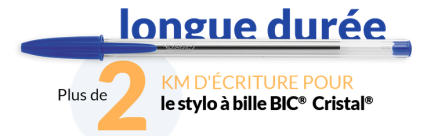 longue durée
Plus de 2 KM D'ÉCRITURE POUR
le stylo à bille BIC® Cristal®